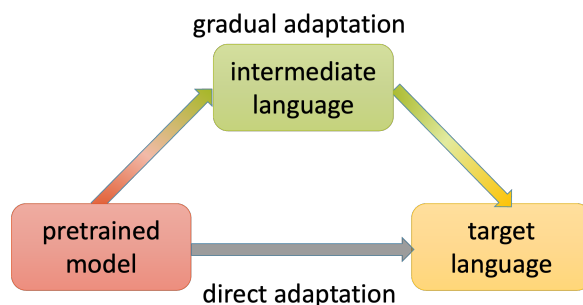 gradual adaptation
intermediate
language
pretrained
model
target
language
direct adaptation